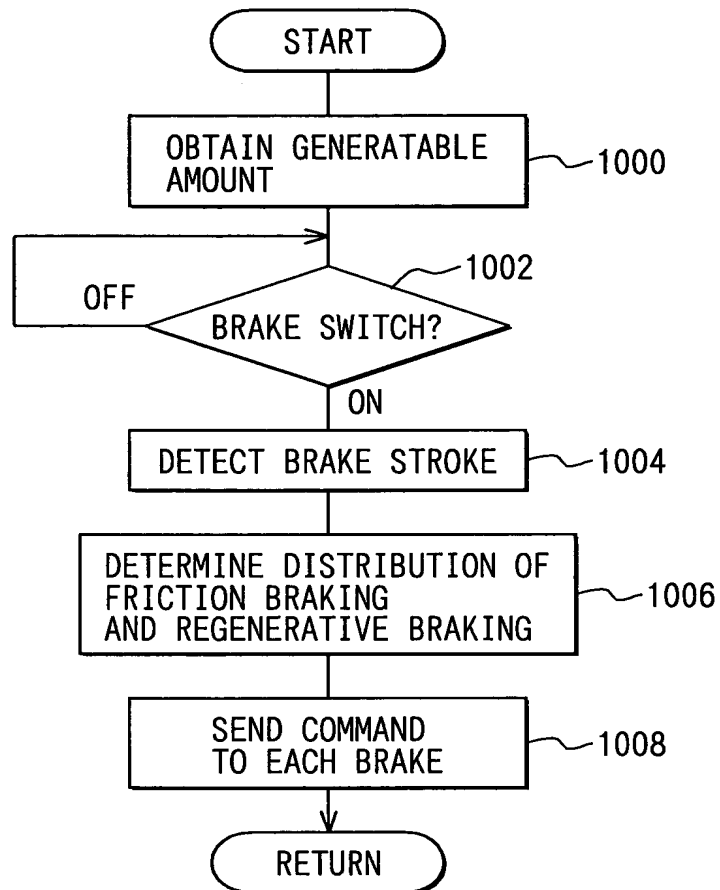 START
OBTAIN GENERATABLE
AMOUNT
1000
1002
OFF
BRAKE SWITCH?
ON
DETECT BRAKE STROKE
1004
DETERMINE DISTRIBUTION OF
FRICTION BRAKING
AND REGENERATIVE BRAKING
1006
SEND COMMAND
TO EACH BRAKE
1008
RETURN